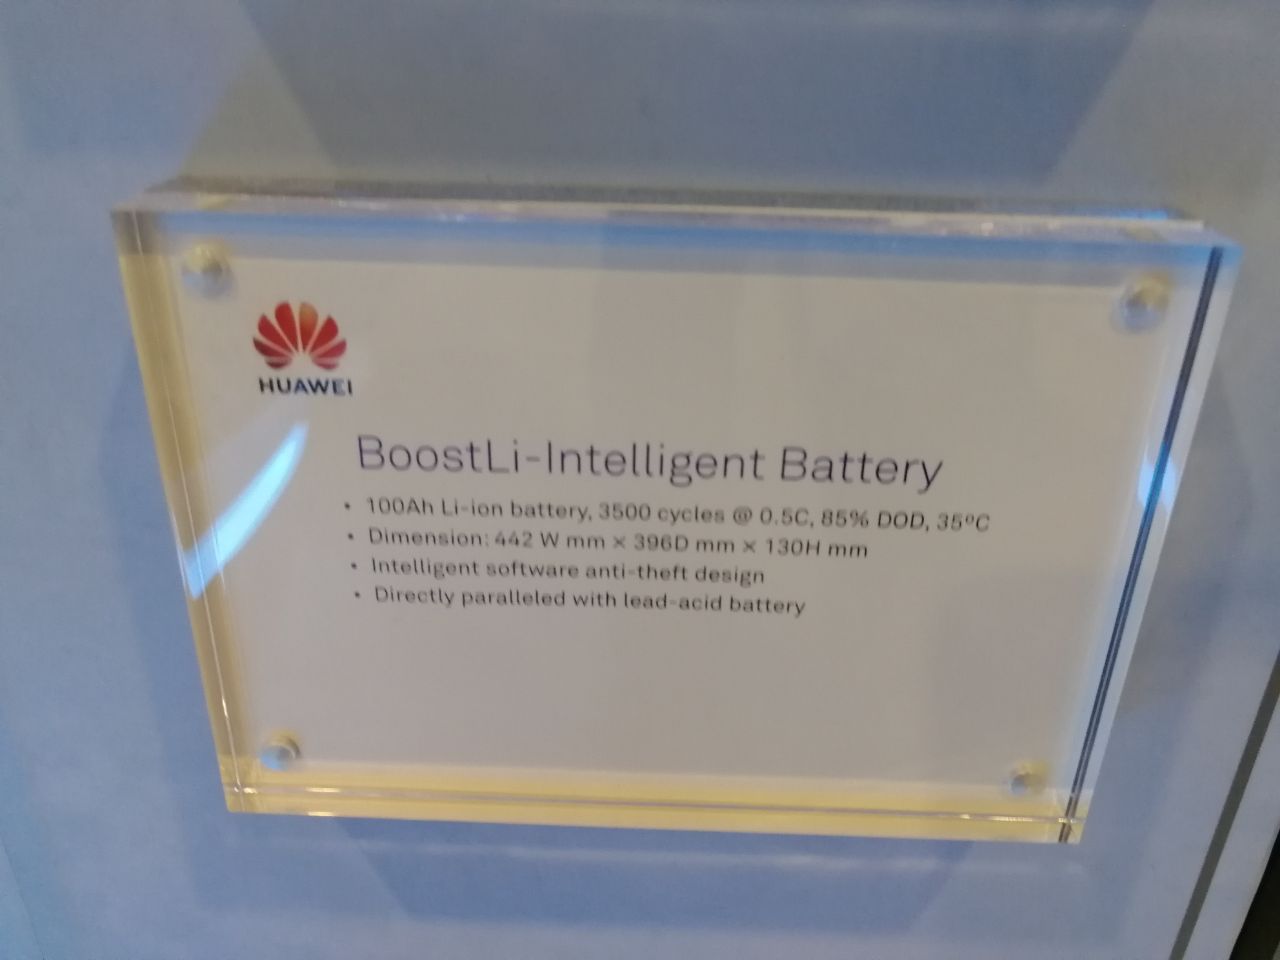 HUAWEI
BoostLi-Intelligent Battery
• 100Ah Li-ion battery, 3500 cycles @ 0.5C, 85% DOD, 35ºC
• Dimension: 442 W mm × 396D mm × 130H mm
• Intelligent software anti-theft design
• Directly paralleled with lead-acid battery